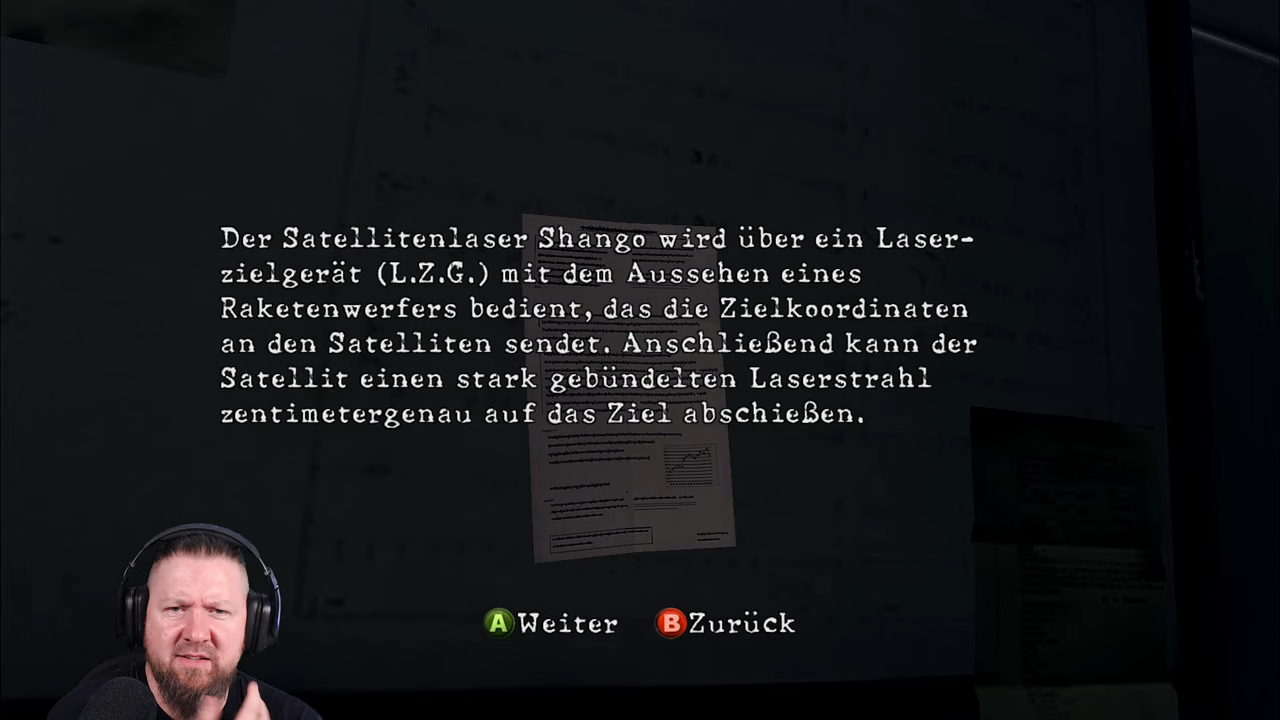 Der Satellitenlaser Shango wird über ein Laser-
zielgerät (L.Z.G.) mit dem Aussehen eines
Raketenwerfers bedient, das die Zielkoordinaten
an den Satelliten sendet. Anschließend kann der
Satellit einen stark gebündelten Laserstrahl
zentimetergenau auf das Ziel abschießen.
A Weiter B Zurück